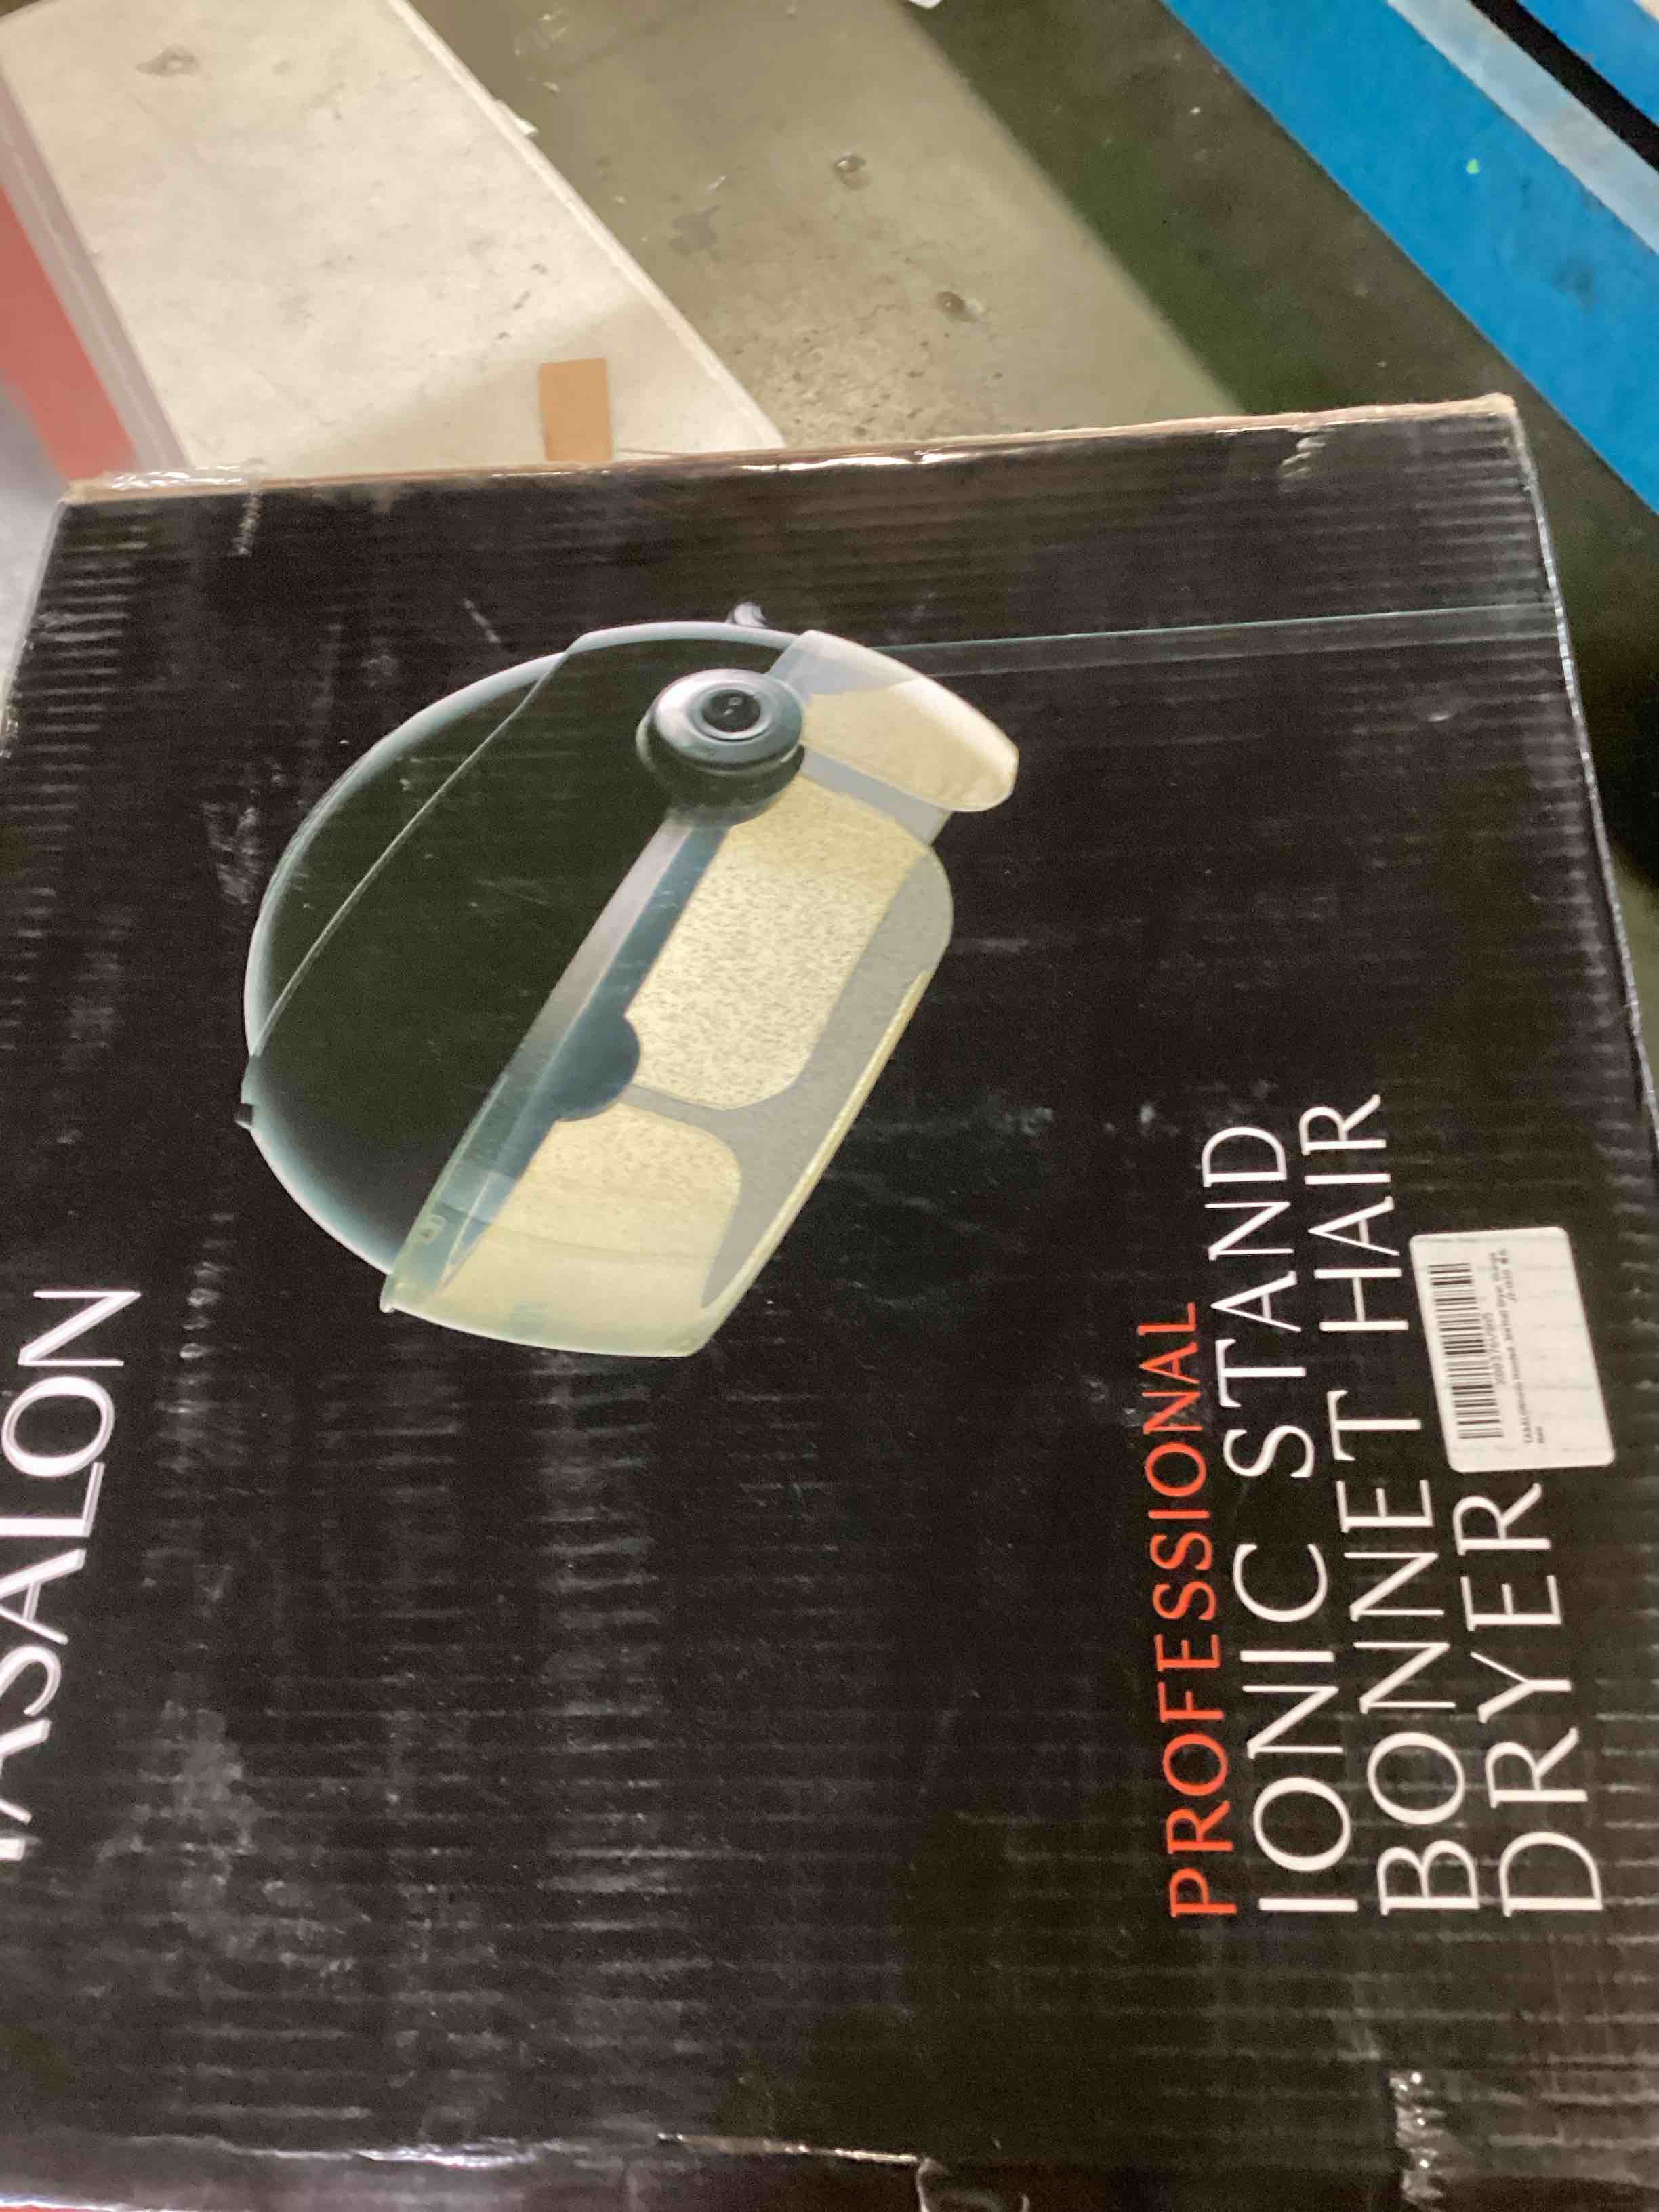 TASALON
PROFESSIONAL
IONIC STAND
BONNET HAIR
DRYER